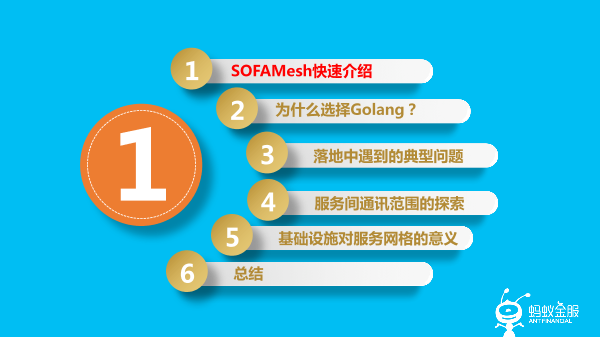 1
1 SOFAMesh快速介绍
2 为什么选择Golang？
3 落地中遇到的典型问题
4 服务间通讯范围的探索
5 基础设施对服务网格的意义
6 总结
蚂蚁金服
ANT FINANCIAL